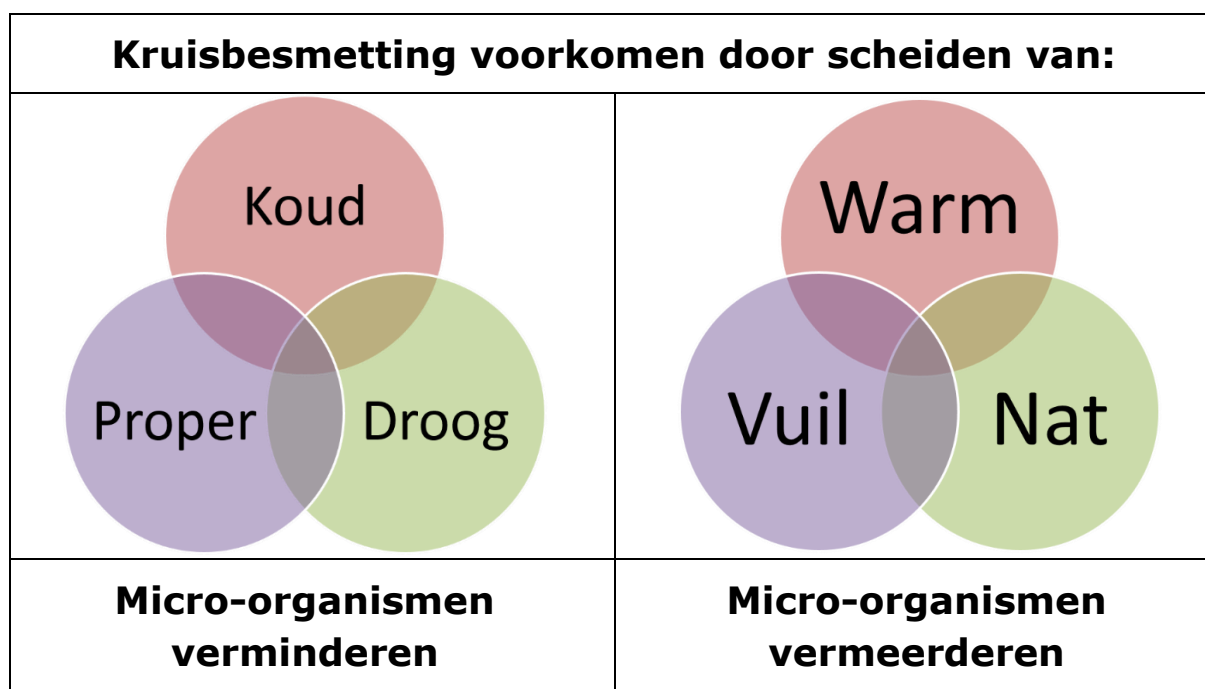 Kruisbesmetting voorkomen door scheiden van:
Koud
Proper
Droog
Warm
Vuil
Nat
Micro-organismen
verminderen
Micro-organismen
vermeerderen